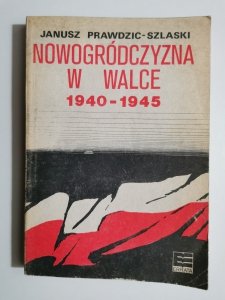 JANUSZ PRAWDZIC-SZLASKI
NOWOGRÓDCZYZNA
W WALCE
1940-1945